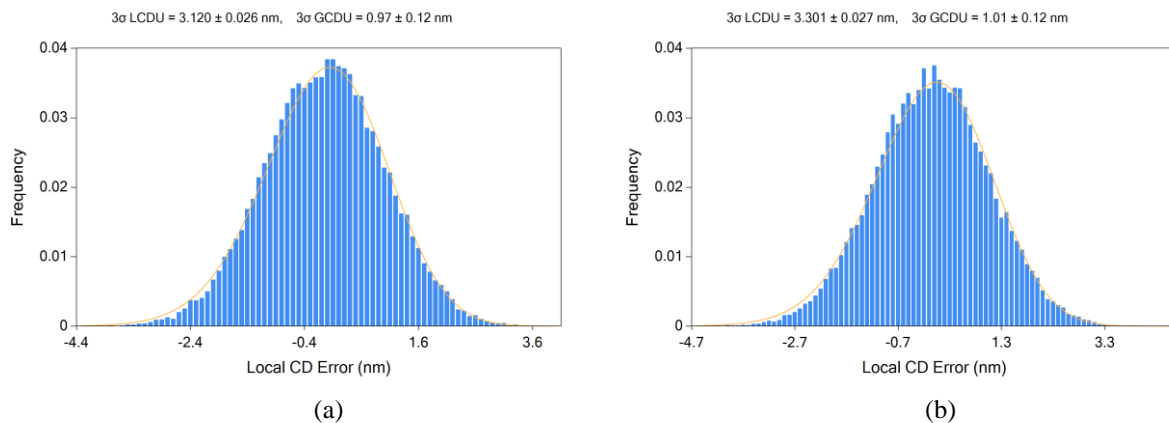 3σ LCDU = 3.120 ± 0.026 nm, 3σ GCDU = 0.97 ± 0.12 nm
0.04
0.03
0.02
0.01
0
Frequency
-4.4 -2.4 -0.4 1.6 3.6
Local CD Error (nm)
(a)
3σ LCDU = 3.301 ± 0.027 nm, 3σ GCDU = 1.01 ± 0.12 nm
0.04
0.03
0.02
0.01
0
Frequency
-4.7 -2.7 -0.7 1.3 3.3
Local CD Error (nm)
(b)